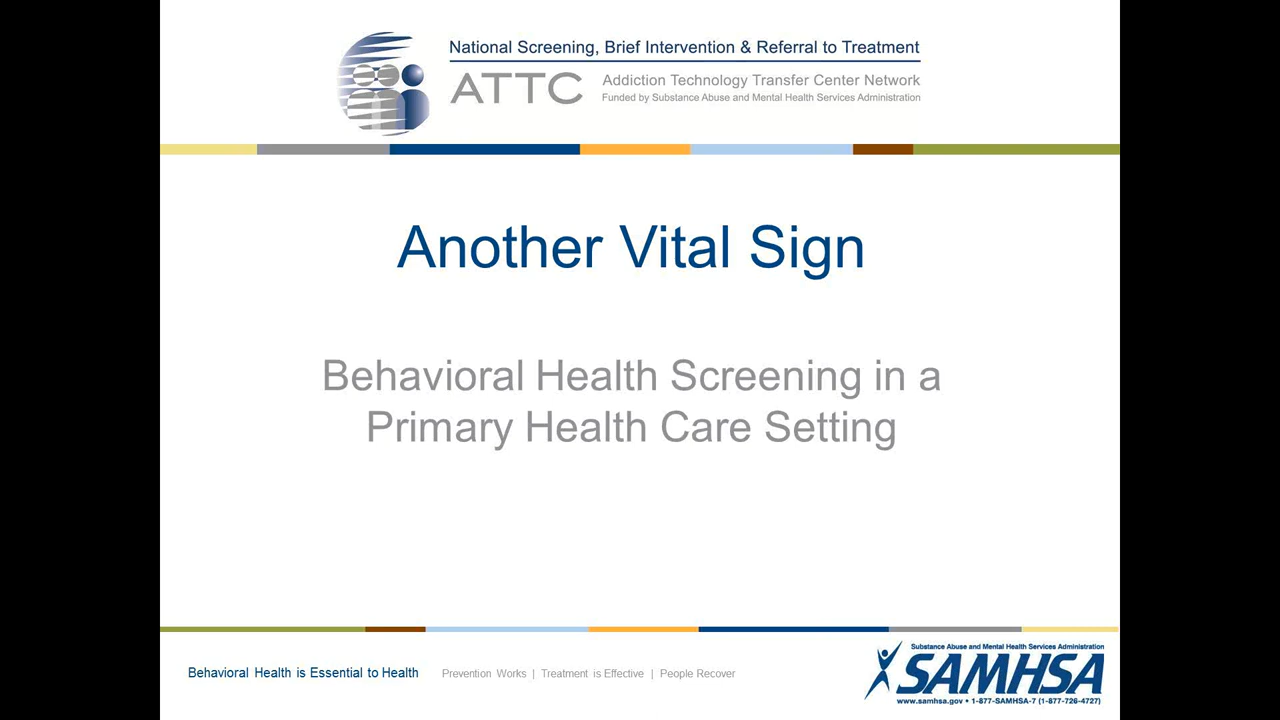 National Screening, Brief Intervention & Referral to Treatment
ATTC
Addiction Technology Transfer Center Network
Funded by Substance Abuse and Mental Health Services Administration
Another Vital Sign
Behavioral Health Screening in a
Primary Health Care Setting
Behavioral Health is Essential to Health
Prevention Works | Treatment is Effective | People Recover
Substance Abuse and Mental Health Services Administration
SAMHSA
www.samhsa.gov • 1-877-SAMHSA-7 (1-877-726-4727)